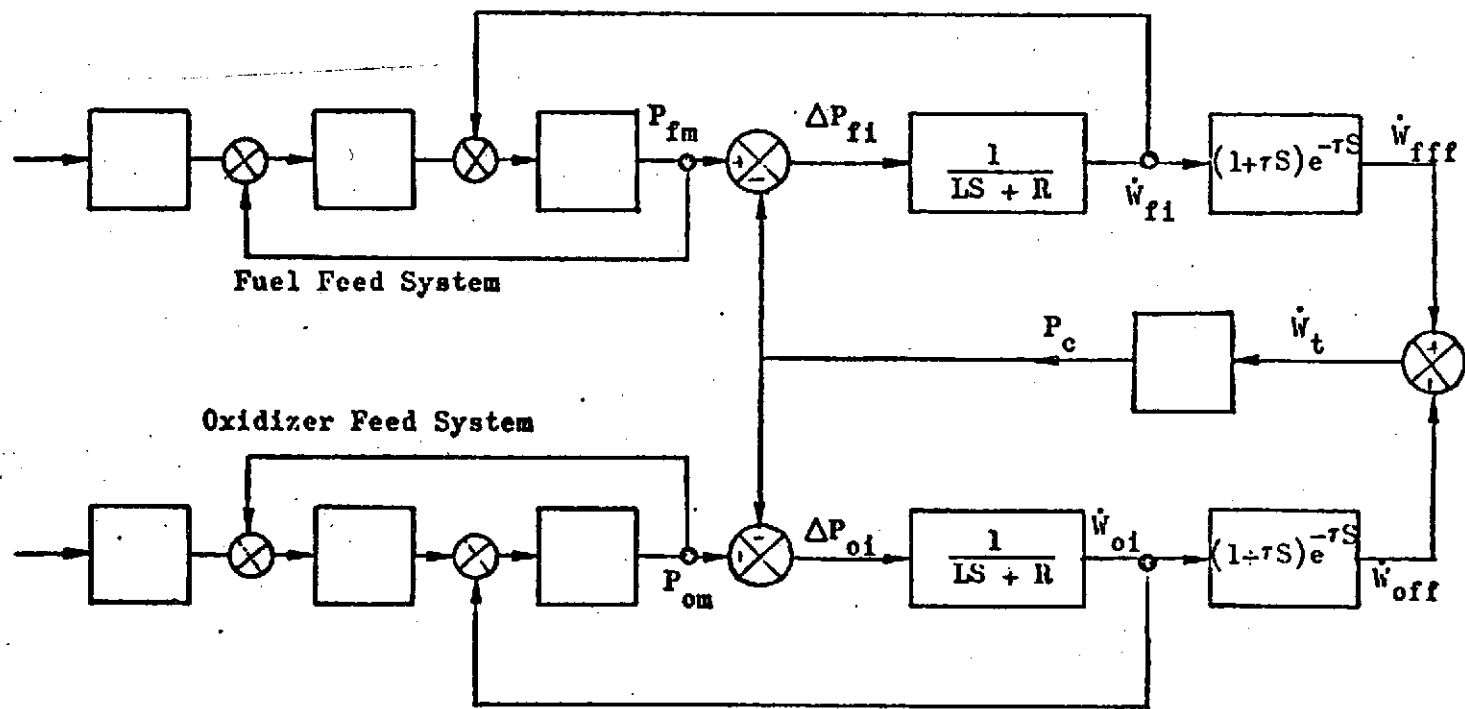 P_fm
+
−
ΔP_fi
1
LS + R
Ẇ_fi
(1+τS)e^-τS
Ẇ_fff
Fuel Feed System
P_c
Ẇ_t
+
+
Oxidizer Feed System
P_om
+
−
ΔP_oi
1
LS + R
Ẇ_oi
(1+τS)e^-τS
Ẇ_off